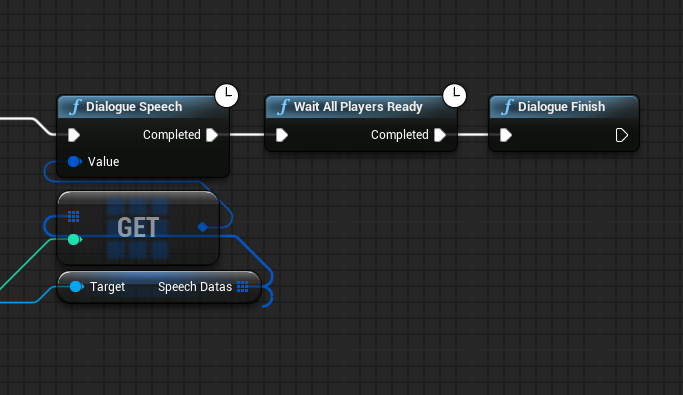 Dialogue Speech
Wait All Players Ready
Dialogue Finish
Completed
Completed
Value
GET
Target
Speech Datas